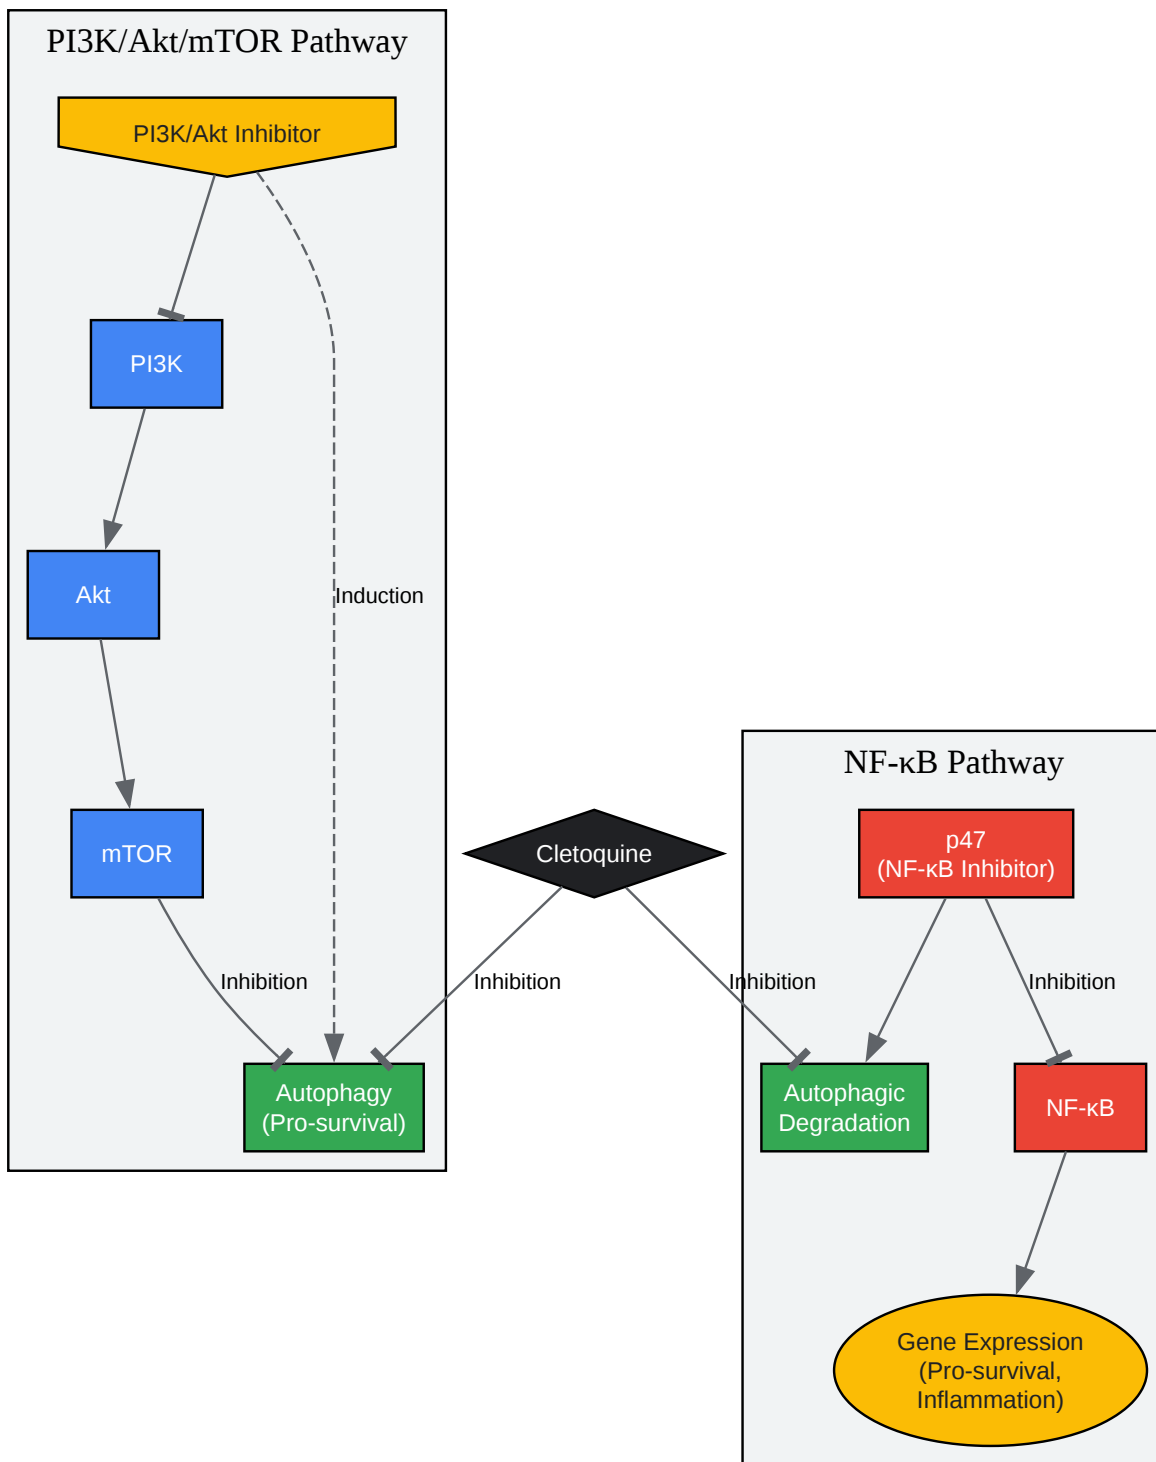 PI3K/Akt/mTOR Pathway
PI3K/Akt Inhibitor
PI3K
Akt
Induction
mTOR
Inhibition
Autophagy
(Pro-survival)
Cletoquine
Inhibition
Inhibition
NF-κB Pathway
p47
(NF-κB Inhibitor)
Inhibition
Autophagic
Degradation
NF-κB
Gene Expression
(Pro-survival,
Inflammation)